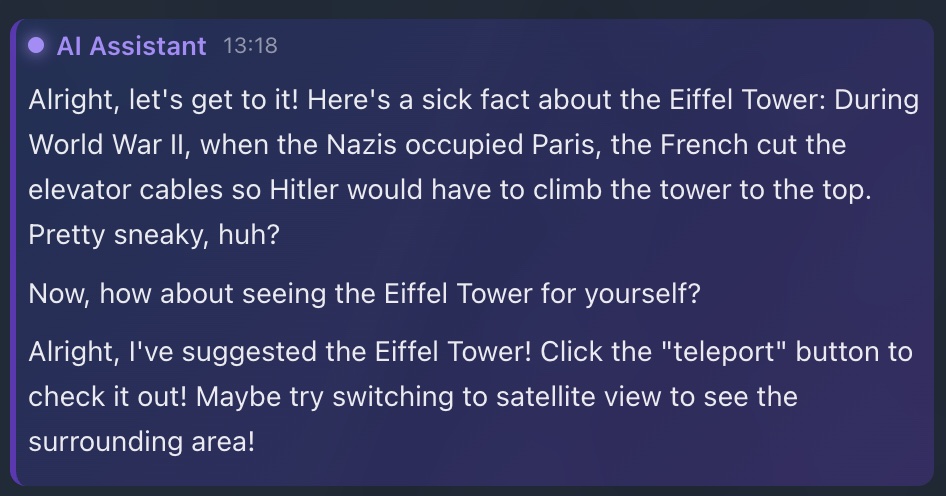 AI Assistant 13:18
Alright, let's get to it! Here's a sick fact about the Eiffel Tower: During
World War II, when the Nazis occupied Paris, the French cut the
elevator cables so Hitler would have to climb the tower to the top.
Pretty sneaky, huh?
Now, how about seeing the Eiffel Tower for yourself?
Alright, I've suggested the Eiffel Tower! Click the "teleport" button to
check it out! Maybe try switching to satellite view to see the
surrounding area!